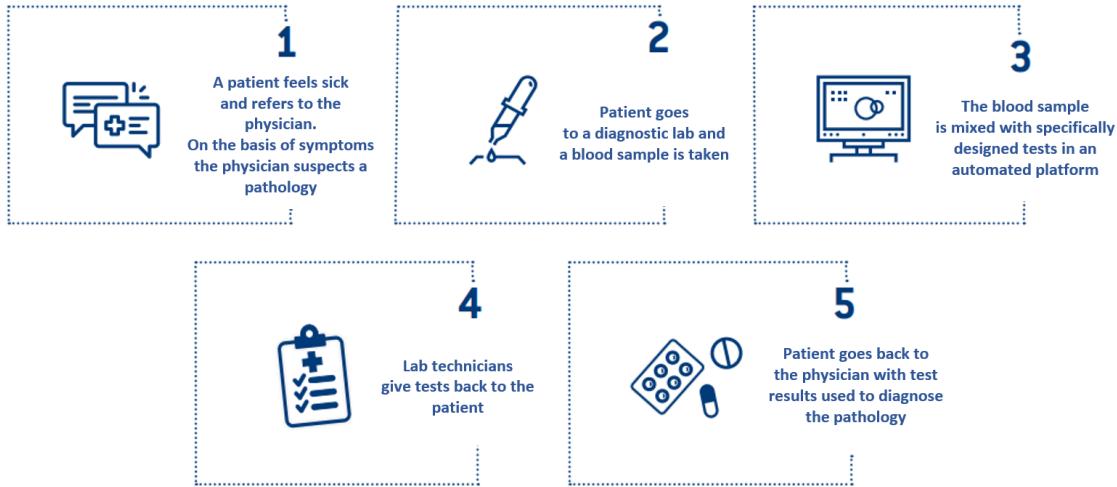 1
A patient feels sick
and refers to the
physician.
On the basis of symptoms
the physician suspects a
pathology
2
Patient goes
to a diagnostic lab and
a blood sample is taken
3
The blood sample
is mixed with specifically
designed tests in an
automated platform
4
Lab technicians
give tests back to the
patient
5
Patient goes back to
the physician with test
results used to diagnose
the pathology